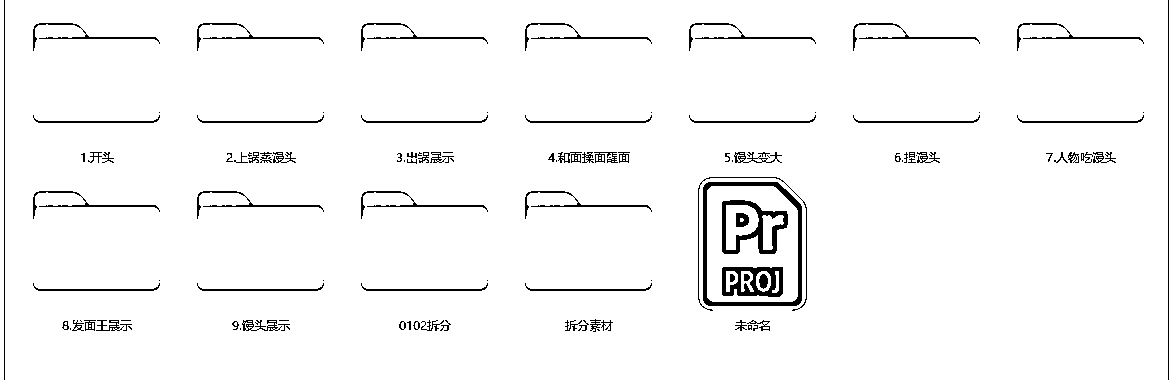 1.开头
2.上锅蒸馒头
3.出锅展示
4.和面揉面醒面
5.馒头变大
6.捏馒头
7.人物吃馒头
Pr
PROJ
8.发面王展示
9.馒头展示
0102拆分
拆分素材
未命名